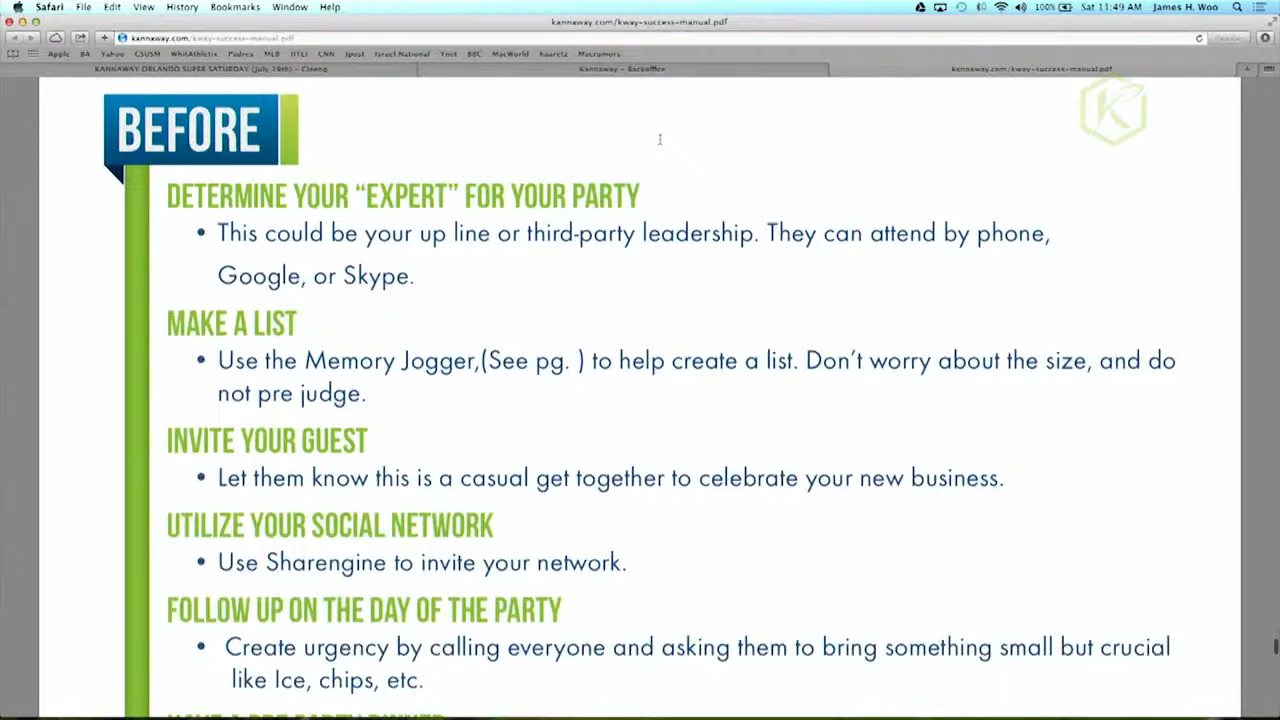 Safari File Edit View History Bookmarks Window Help 100% Sat 11:49 AM James H. Woo
kannaway.com/kway-success-manual.pdf
kannaway.com/kway-success-manual.pdf
Apple BA Yahoo CSUSM WhatAthletix Padres MLB IITLJ CNN Jpost Israel National Ynet BBC MacWorld haaretz Macrumors
KANNAWAY ORLANDO SUPER SATURDAY (July 19th) - Cleeng Kannaway - Backoffice kannaway.com/kway-success-manual.pdf
BEFORE
DETERMINE YOUR “EXPERT” FOR YOUR PARTY
• This could be your up line or third-party leadership. They can attend by phone,
Google, or Skype.
MAKE A LIST
• Use the Memory Jogger,(See pg. ) to help create a list. Don’t worry about the size, and do
not pre judge.
INVITE YOUR GUEST
• Let them know this is a casual get together to celebrate your new business.
UTILIZE YOUR SOCIAL NETWORK
• Use Sharengine to invite your network.
FOLLOW UP ON THE DAY OF THE PARTY
• Create urgency by calling everyone and asking them to bring something small but crucial
like Ice, chips, etc.